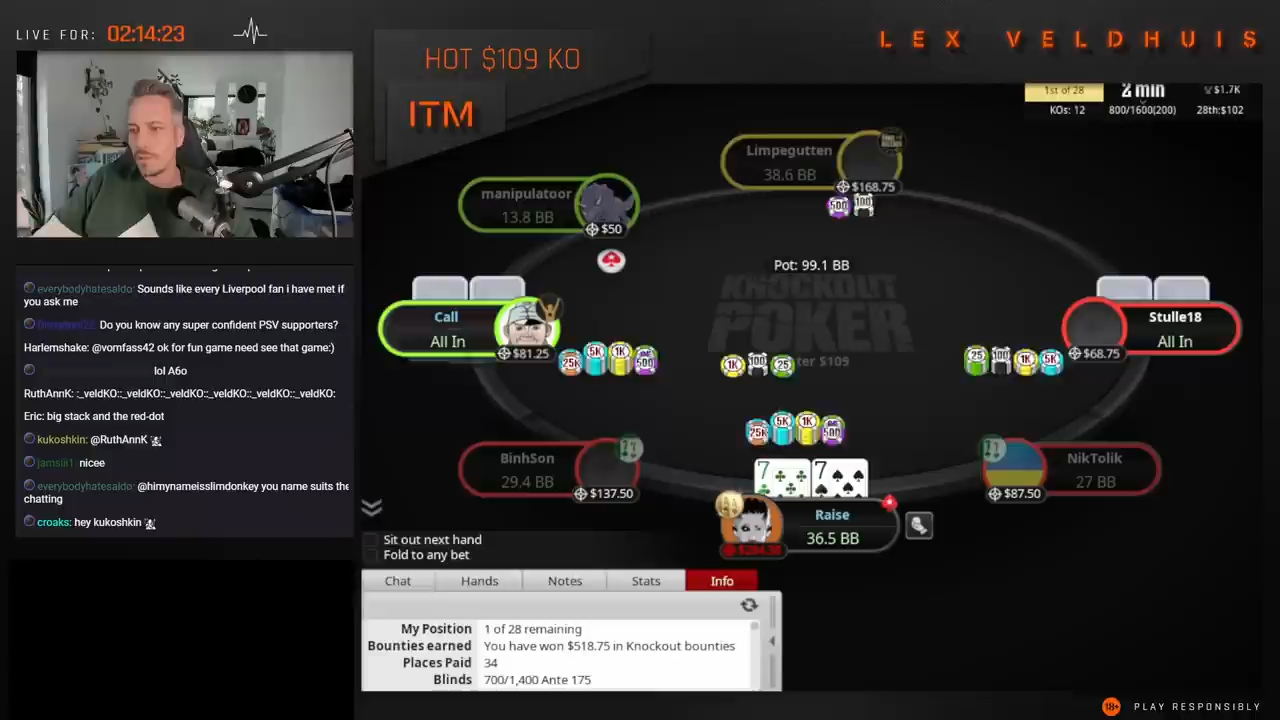 LIVE FOR: 02:14:23
HOT $109 KO
ITM
LEX VELDHUIS
1st of 28
KOs: 12
2 min
800/1600(200)
$1.7K
28th:$102
everybodyhatesaldo: Sounds like every Liverpool fan i have met if
you ask me
Do you know any super confident PSV supporters?
Harlemshake: @vomfass42 ok for fun game need see that game:)
lol A6o
RuthAnnK: :_veldKO::_veldKO::_veldKO::_veldKO::_veldKO::_veldKO:
Eric: big stack and the red-dot
kukoshkin: @RuthAnnK
jamsili1: nicee
everybodyhatesaldo: @himynameisslimdonkey you name suits the
chatting
croaks: hey kukoshkin
Limpegutten
38.6 BB
$168.75
500
100
manipulatoor
13.8 BB
$50
Pot: 99.1 BB
KNOCKOUT
POKER
$109
Call
All In
$81.25
25K
5K
1K
500
1K
100
25
Stulle18
All In
$68.75
25
100
1K
5K
25K
5K
1K
500
BinhSon
29.4 BB
$137.50
7
7
Raise
36.5 BB
NikTolik
27 BB
$87.50
Sit out next hand
Fold to any bet
Chat
Hands
Notes
Stats
Info
My Position 1 of 28 remaining
Bounties earned You have won $518.75 in Knockout bounties
Places Paid 34
Blinds 700/1,400 Ante 175
18+ PLAY RESPONSIBLY